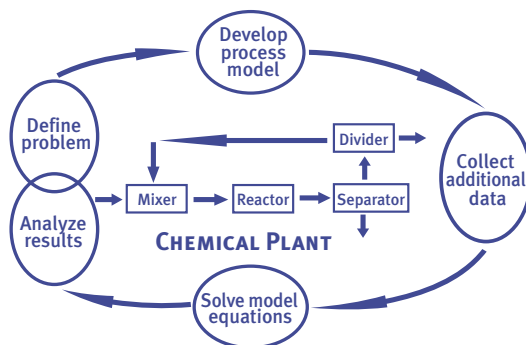 Develop
process
model
Define
problem
Divider
Collect
additional
data
Mixer
Reactor
Separator
Analyze
results
CHEMICAL PLANT
Solve model
equations